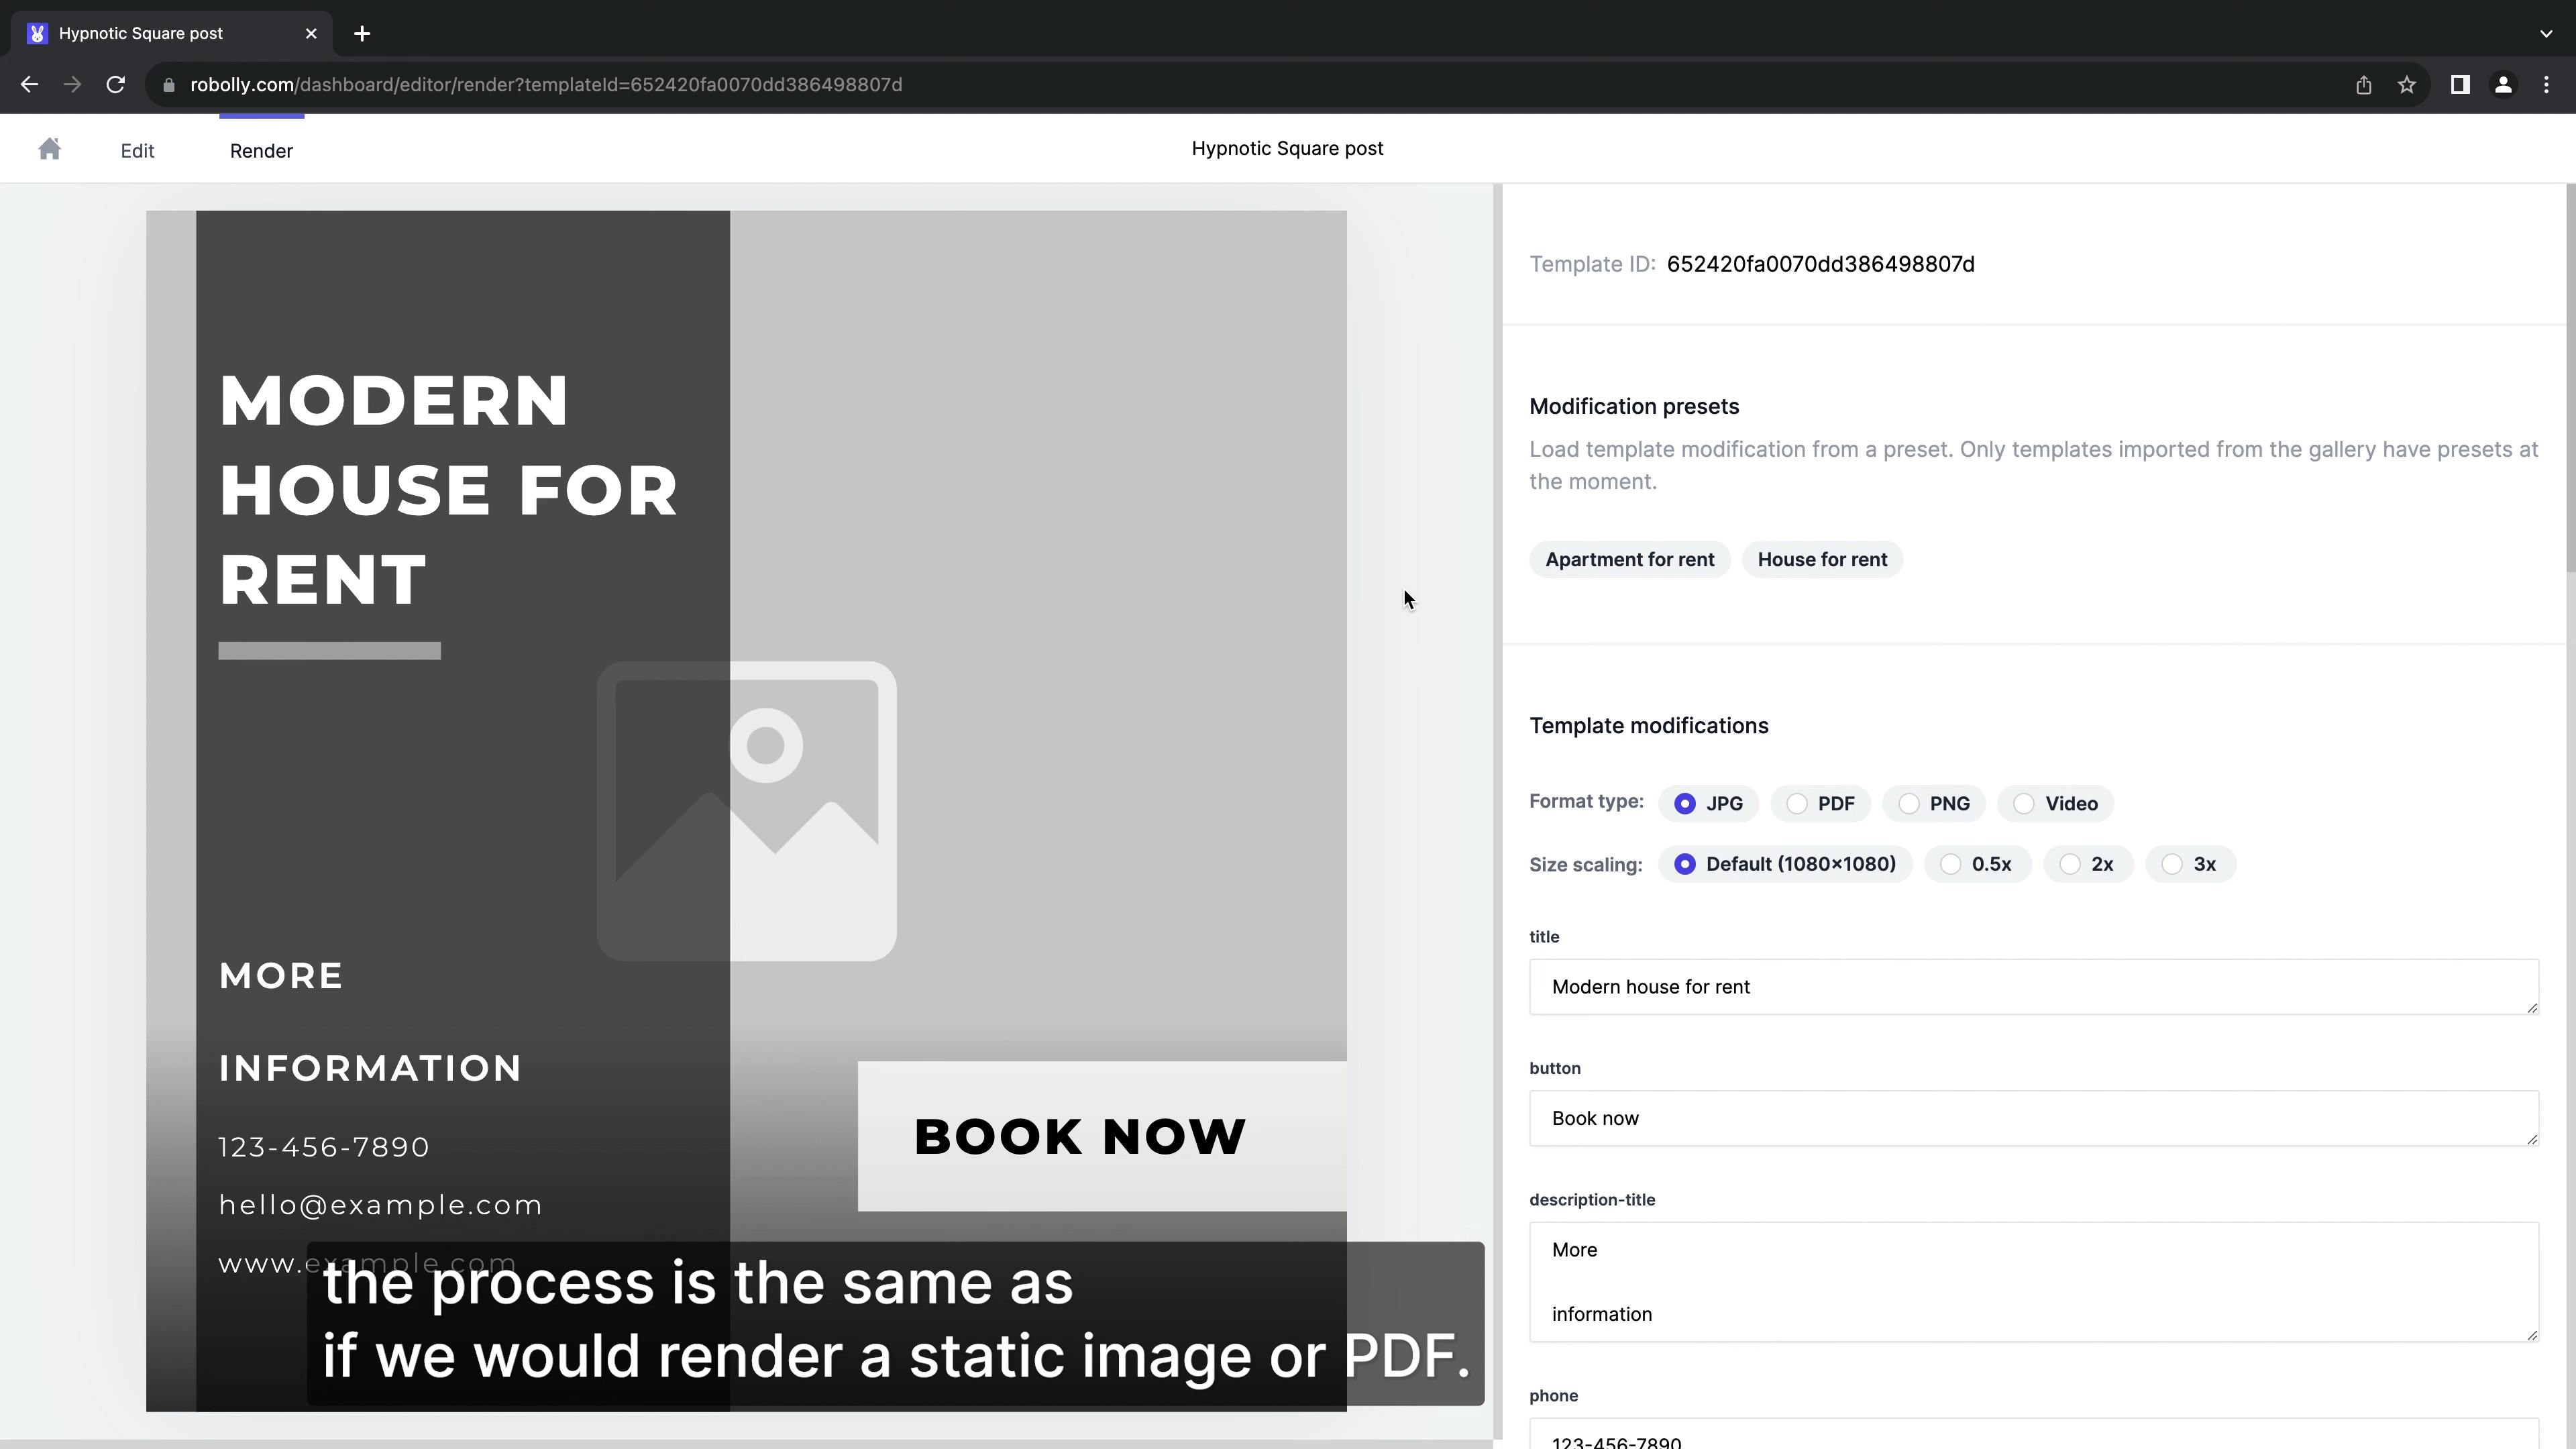 Hypnotic Square post
robolly.com/dashboard/editor/render?templateId=652420fa0070dd386498807d
Edit
Render
Hypnotic Square post
MODERN
HOUSE FOR
RENT
MORE
INFORMATION
123-456-7890
hello@example.com
www.example.com
BOOK NOW
the process is the same as
if we would render a static image or PDF.
Template ID: 652420fa0070dd386498807d
Modification presets
Load template modification from a preset. Only templates imported from the gallery have presets at
the moment.
Apartment for rent
House for rent
Template modifications
Format type: JPG PDF PNG Video
Size scaling: Default (1080×1080) 0.5x 2x 3x
title
Modern house for rent
button
Book now
description-title
More
information
phone
123-456-7890